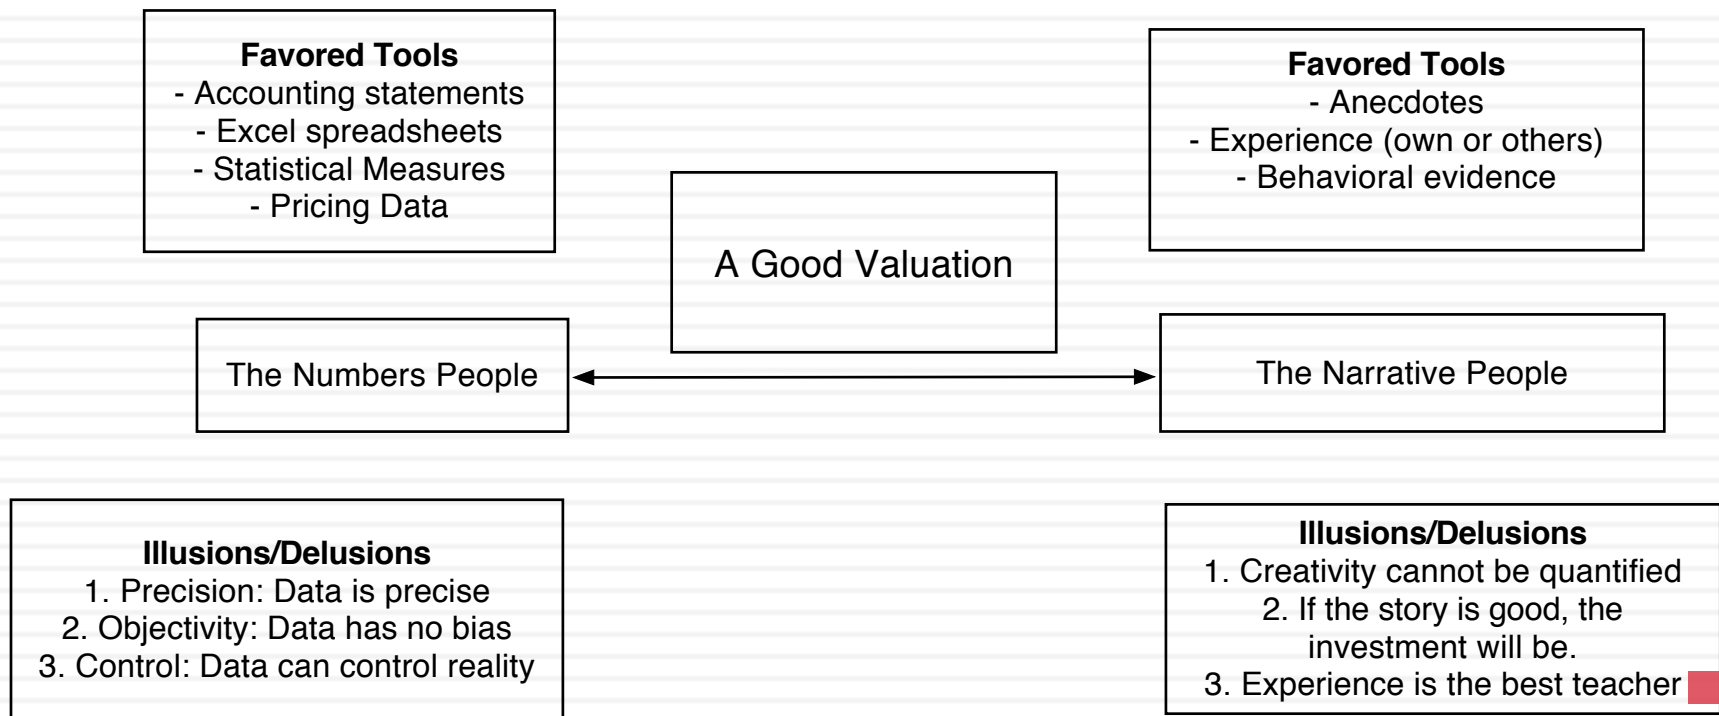 Favored Tools
- Accounting statements
- Excel spreadsheets
- Statistical Measures
- Pricing Data
Favored Tools
- Anecdotes
- Experience (own or others)
- Behavioral evidence
A Good Valuation
The Numbers People
The Narrative People
Illusions/Delusions
1. Precision: Data is precise
2. Objectivity: Data has no bias
3. Control: Data can control reality
Illusions/Delusions
1. Creativity cannot be quantified
2. If the story is good, the
investment will be.
3. Experience is the best teacher